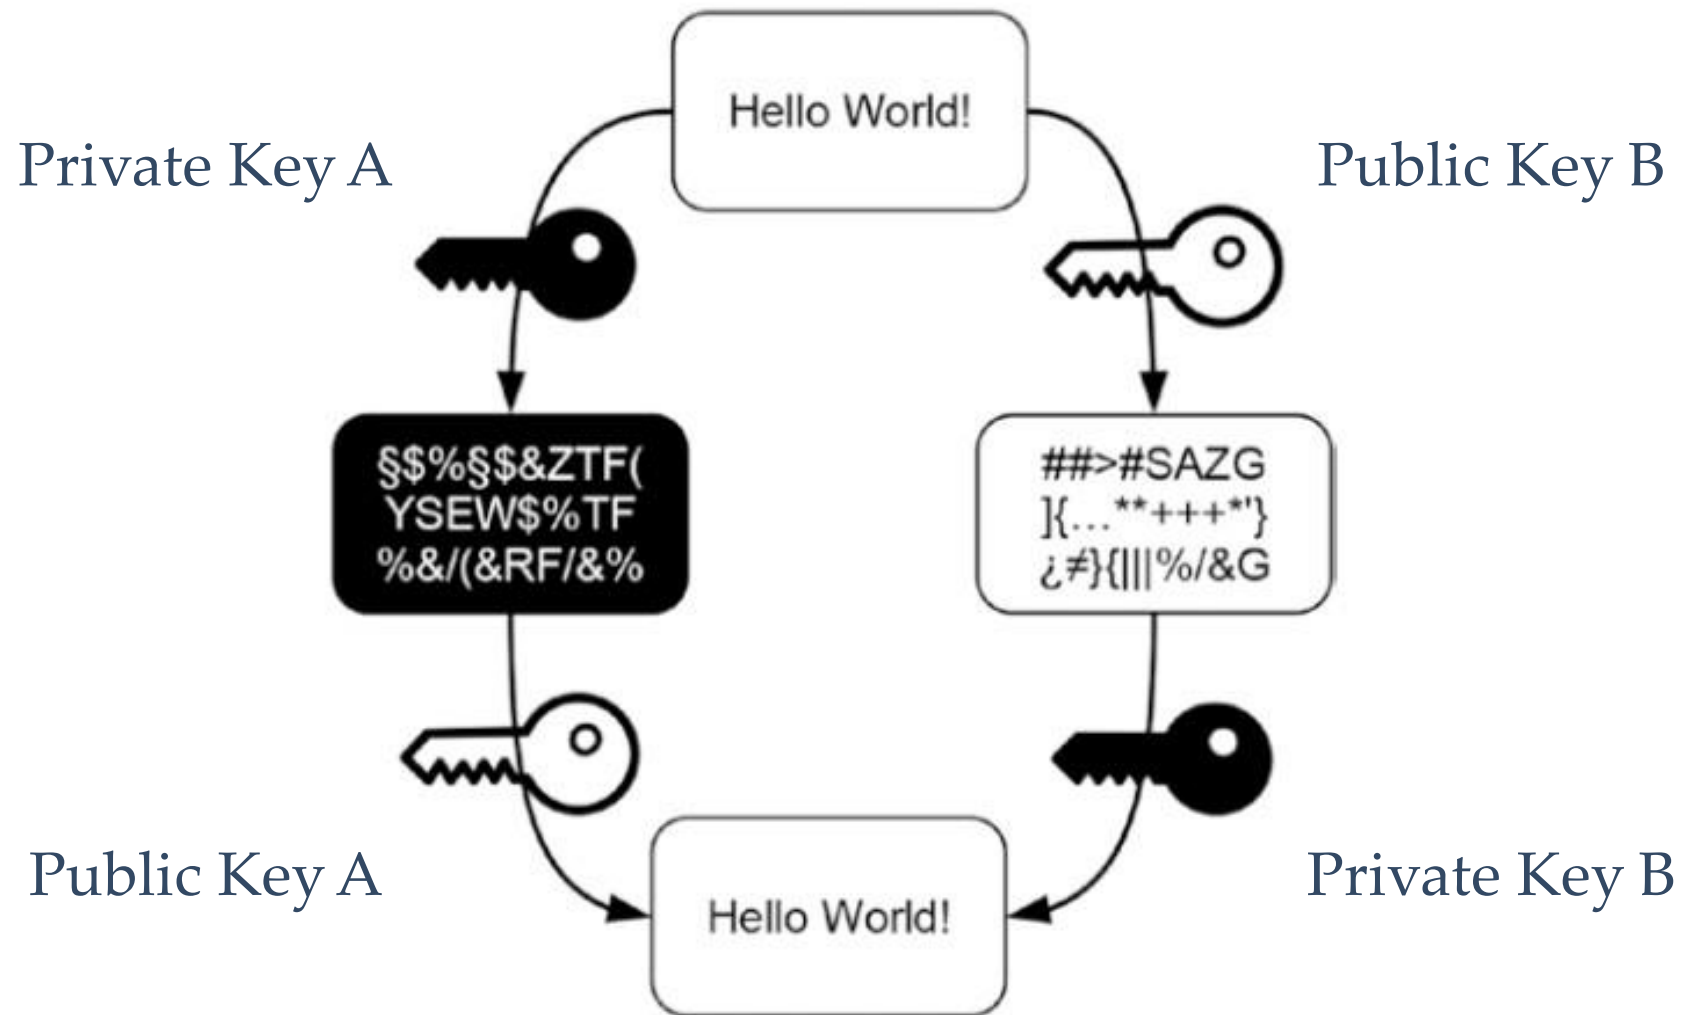 Hello World!
Private Key A
Public Key B
§$%§$&ZTF(
YSEW$%TF
%&/(&RF/&%
##>#SAZG
]{…**+++*'}
¿≠}{|||%/&G
Public Key A
Private Key B
Hello World!